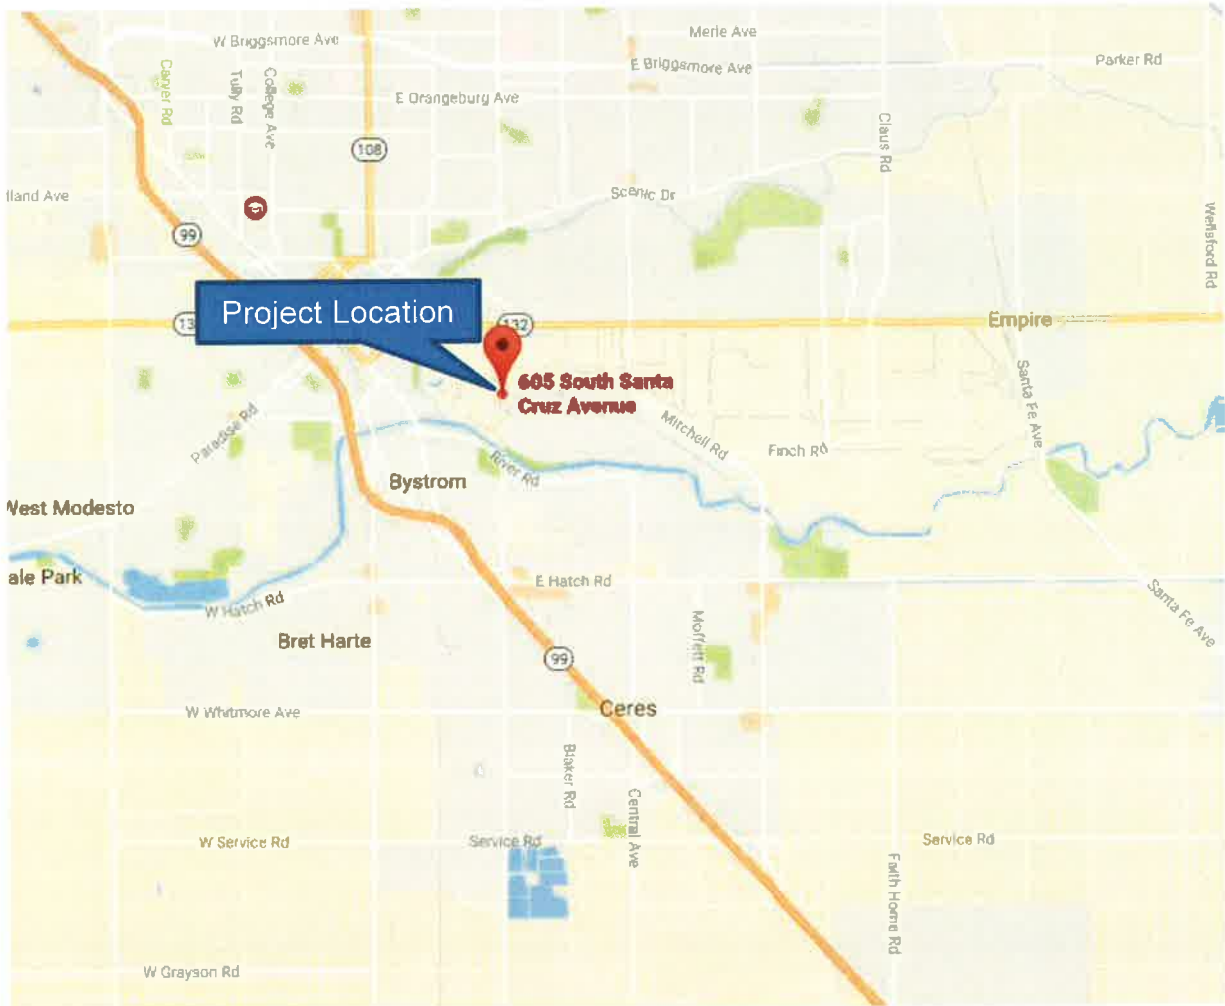 Merle Ave
W Briggsmore Ave
E Briggsmore Ave
Parker Rd
Carver Rd
Tully Rd
College Ave
E Orangeburg Ave
108
Claus Rd
Scenic Dr
dland Ave
99
Wellsford Rd
Project Location
13
132
Empire
605 South Santa
Cruz Avenue
Santa Fe Ave
Paradise Rd
Mitchell Rd
Finch Rd
River Rd
Bystrom
West Modesto
ale Park
E Hatch Rd
W Hatch Rd
Santa Fe Ave
Bret Harte
Moffett Rd
99
Ceres
W Whitmore Ave
Blaker Rd
Central Ave
W Service Rd
Service Rd
Service Rd
Faith Home Rd
W Grayson Rd